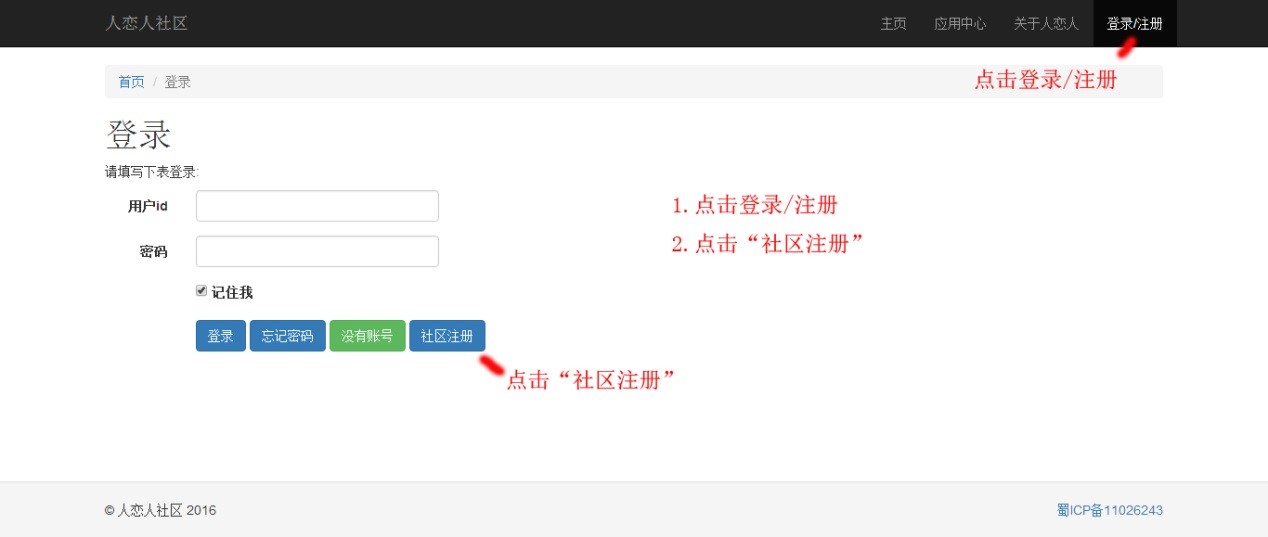 人恋人社区 主页 应用中心 关于人恋人 登录/注册
首页 / 登录
点击登录/注册
登录
请填写下表登录:
用户id
1.点击登录/注册
密码
2.点击“社区注册”
记住我
登录 忘记密码 没有账号 社区注册
点击“社区注册”
© 人恋人社区 2016 蜀ICP备11026243